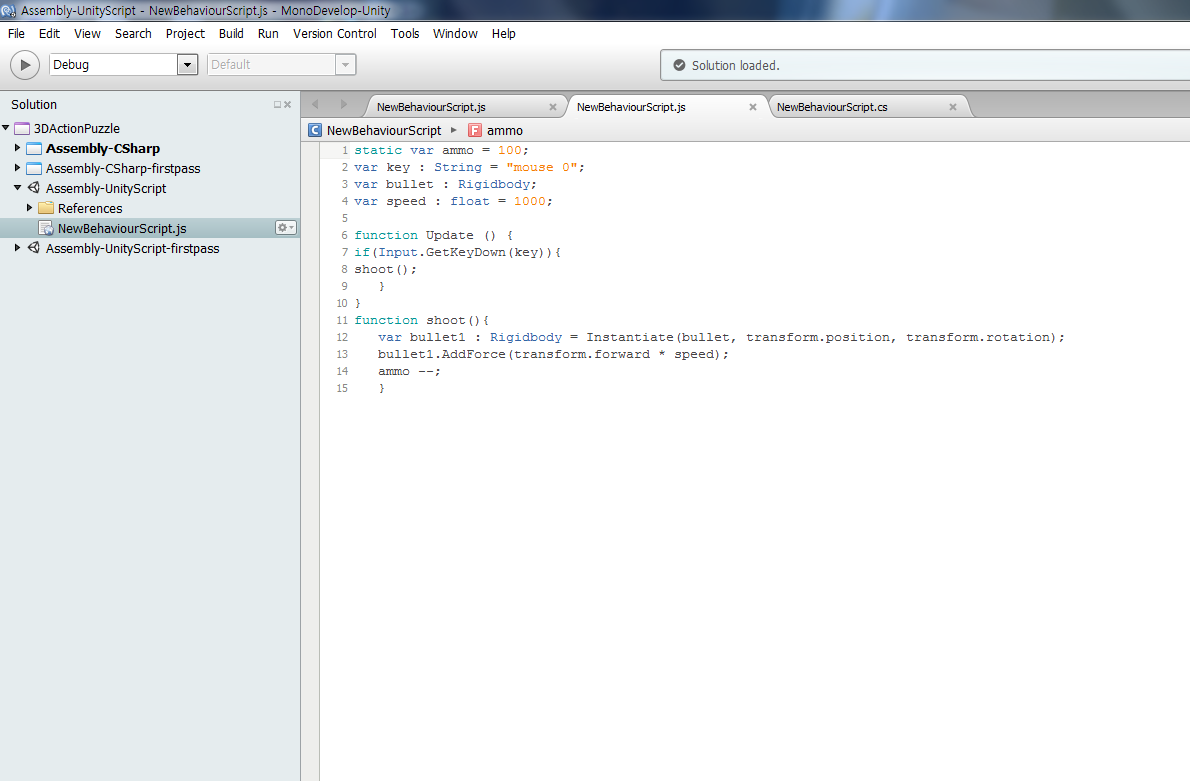 Assembly-UnityScript - NewBehaviourScript.js - MonoDevelop-Unity
File Edit View Search Project Build Run Version Control Tools Window Help
Debug Default Solution loaded.
Solution
NewBehaviourScript.js NewBehaviourScript.js NewBehaviourScript.cs
3DActionPuzzle
Assembly-CSharp
Assembly-CSharp-firstpass
Assembly-UnityScript
References
NewBehaviourScript.js
Assembly-UnityScript-firstpass
C NewBehaviourScript F ammo
1 static var ammo = 100;
2 var key : String = "mouse 0";
3 var bullet : Rigidbody;
4 var speed : float = 1000;
5
6 function Update () {
7 if(Input.GetKeyDown(key)){
8 shoot();
9 }
10 }
11 function shoot(){
12 var bullet1 : Rigidbody = Instantiate(bullet, transform.position, transform.rotation);
13 bullet1.AddForce(transform.forward * speed);
14 ammo --;
15 }